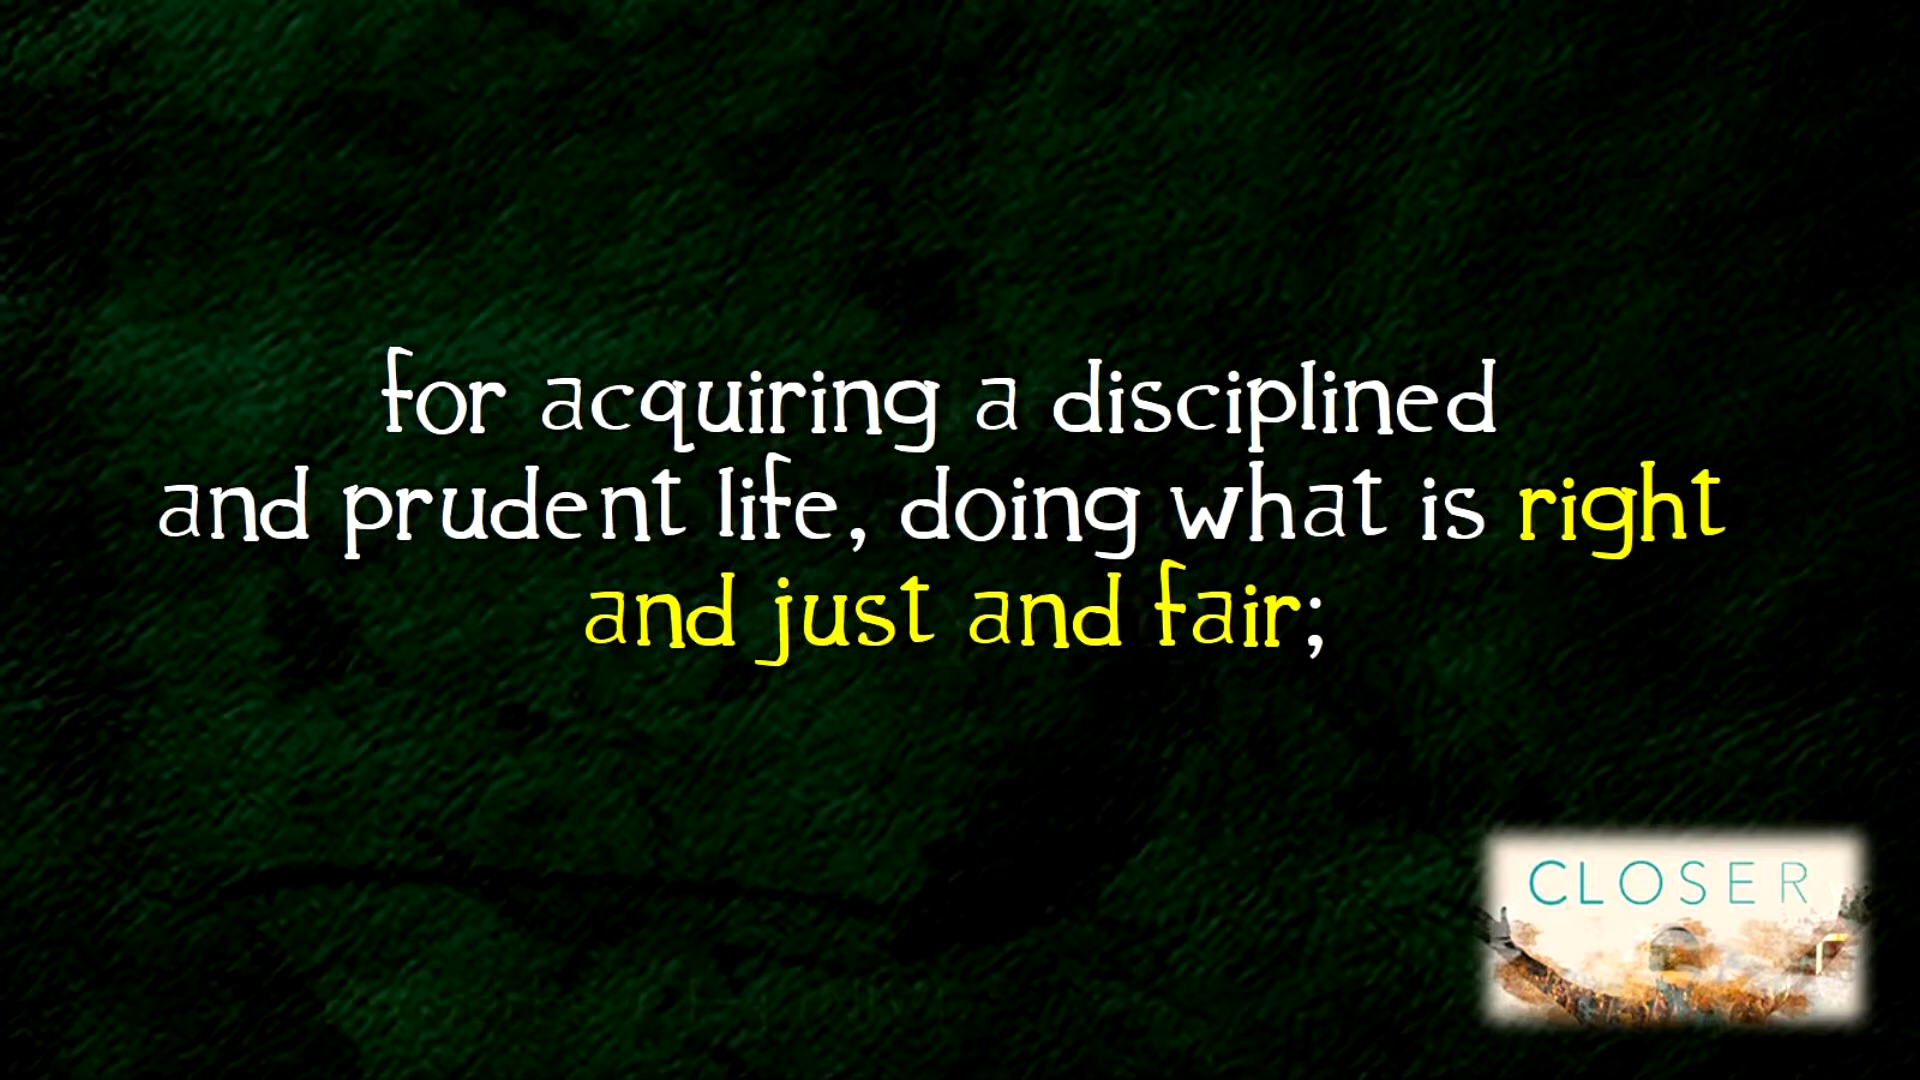 for acquiring a disciplined
and prudent life, doing what is right
and just and fair;
CLOSER